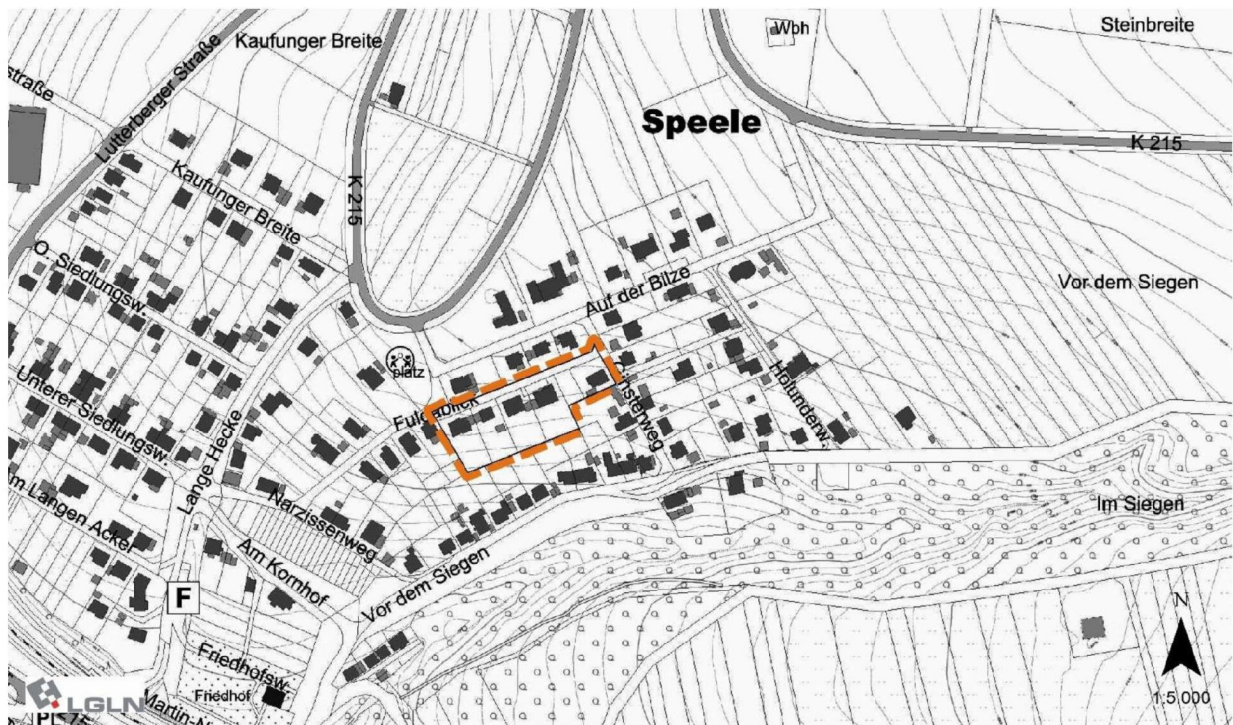 Steinbreite
Wbh
Kaufunger Breite
straße
Lutterberger Straße
Speele
K 215
Kaufunger Breite
K 215
O. Siedlungsw.
Auf der Bilze
Vor dem Siegen
platz
Unterer Siedlungsw.
Lange Hecke
Ginsterweg
Holunderw.
m Langen Acker
Narzissenweg
Im Siegen
Am Kornhof
Vor dem Siegen
F
N
Friedhofsw.
Friedhof
1:5.000
LGLN